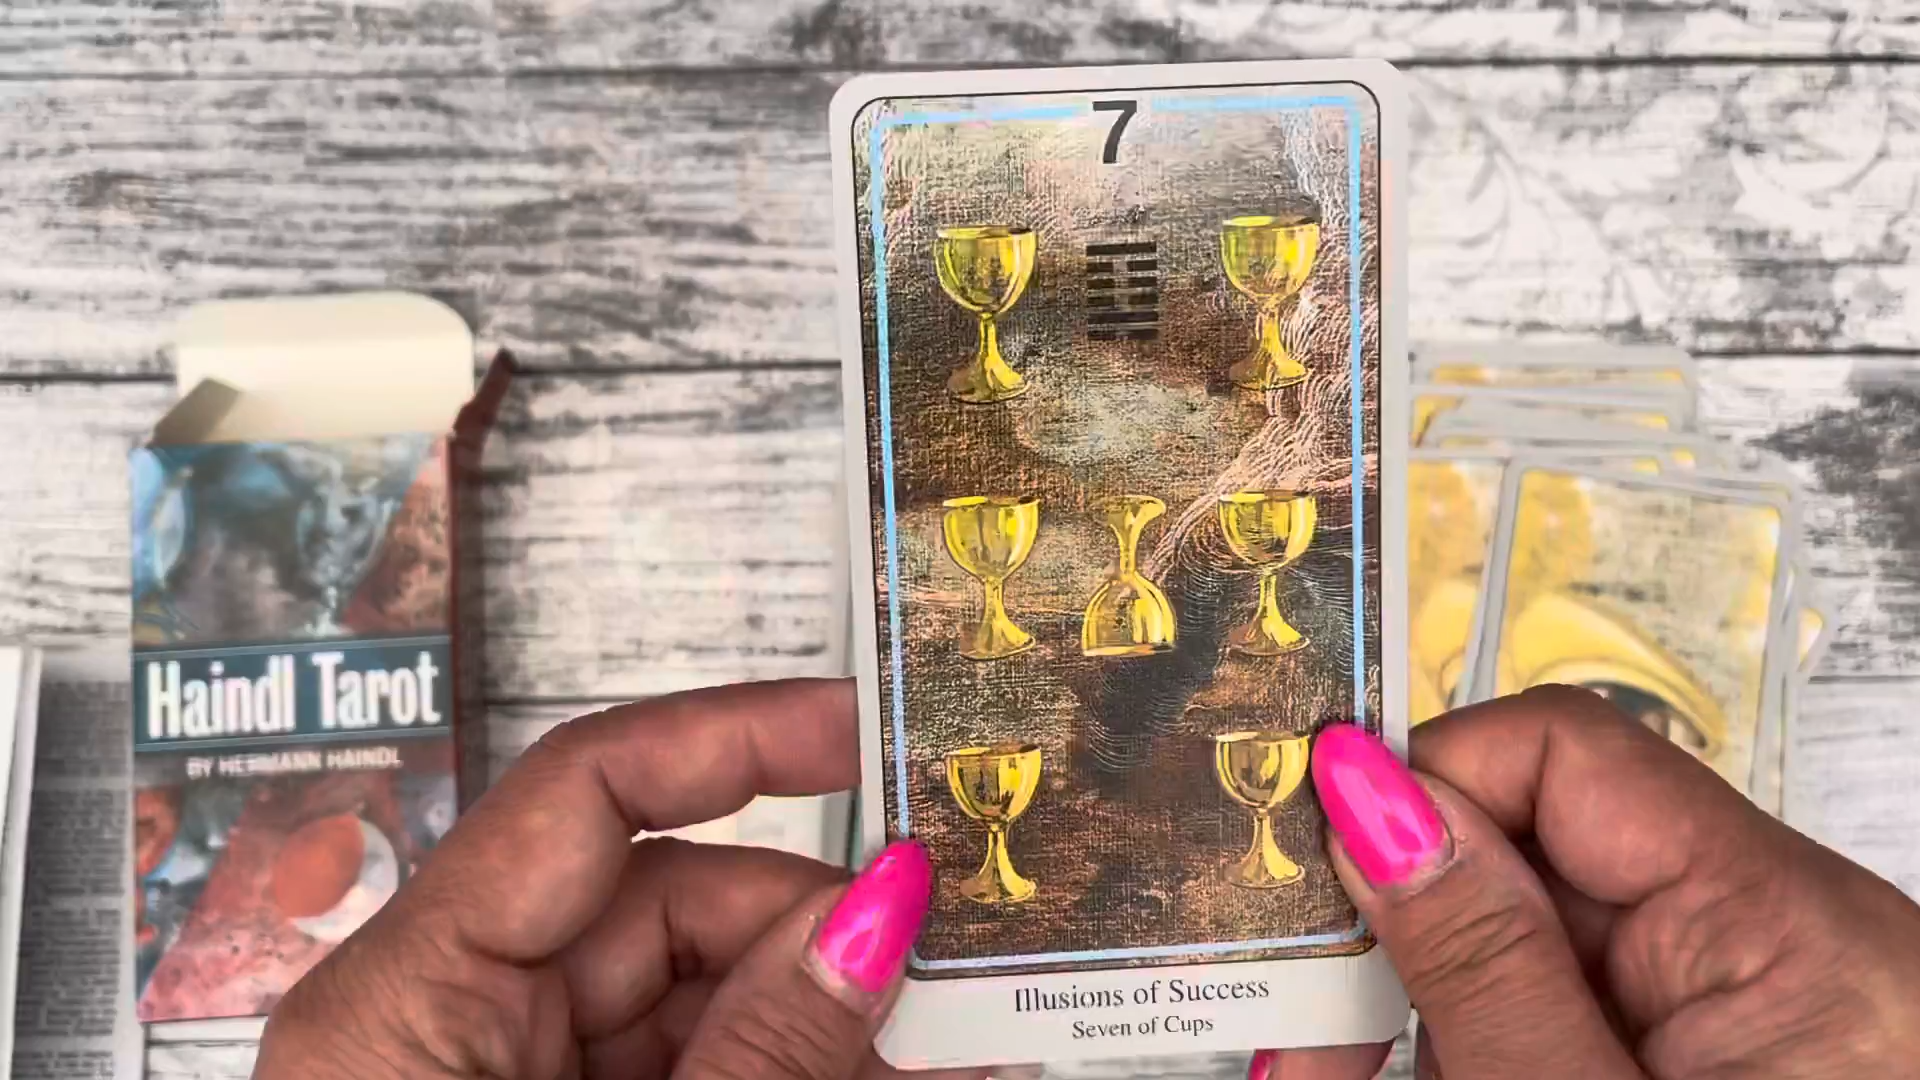 7
Haindl Tarot
BY HERMANN HAINDL
Illusions of Success
Seven of Cups